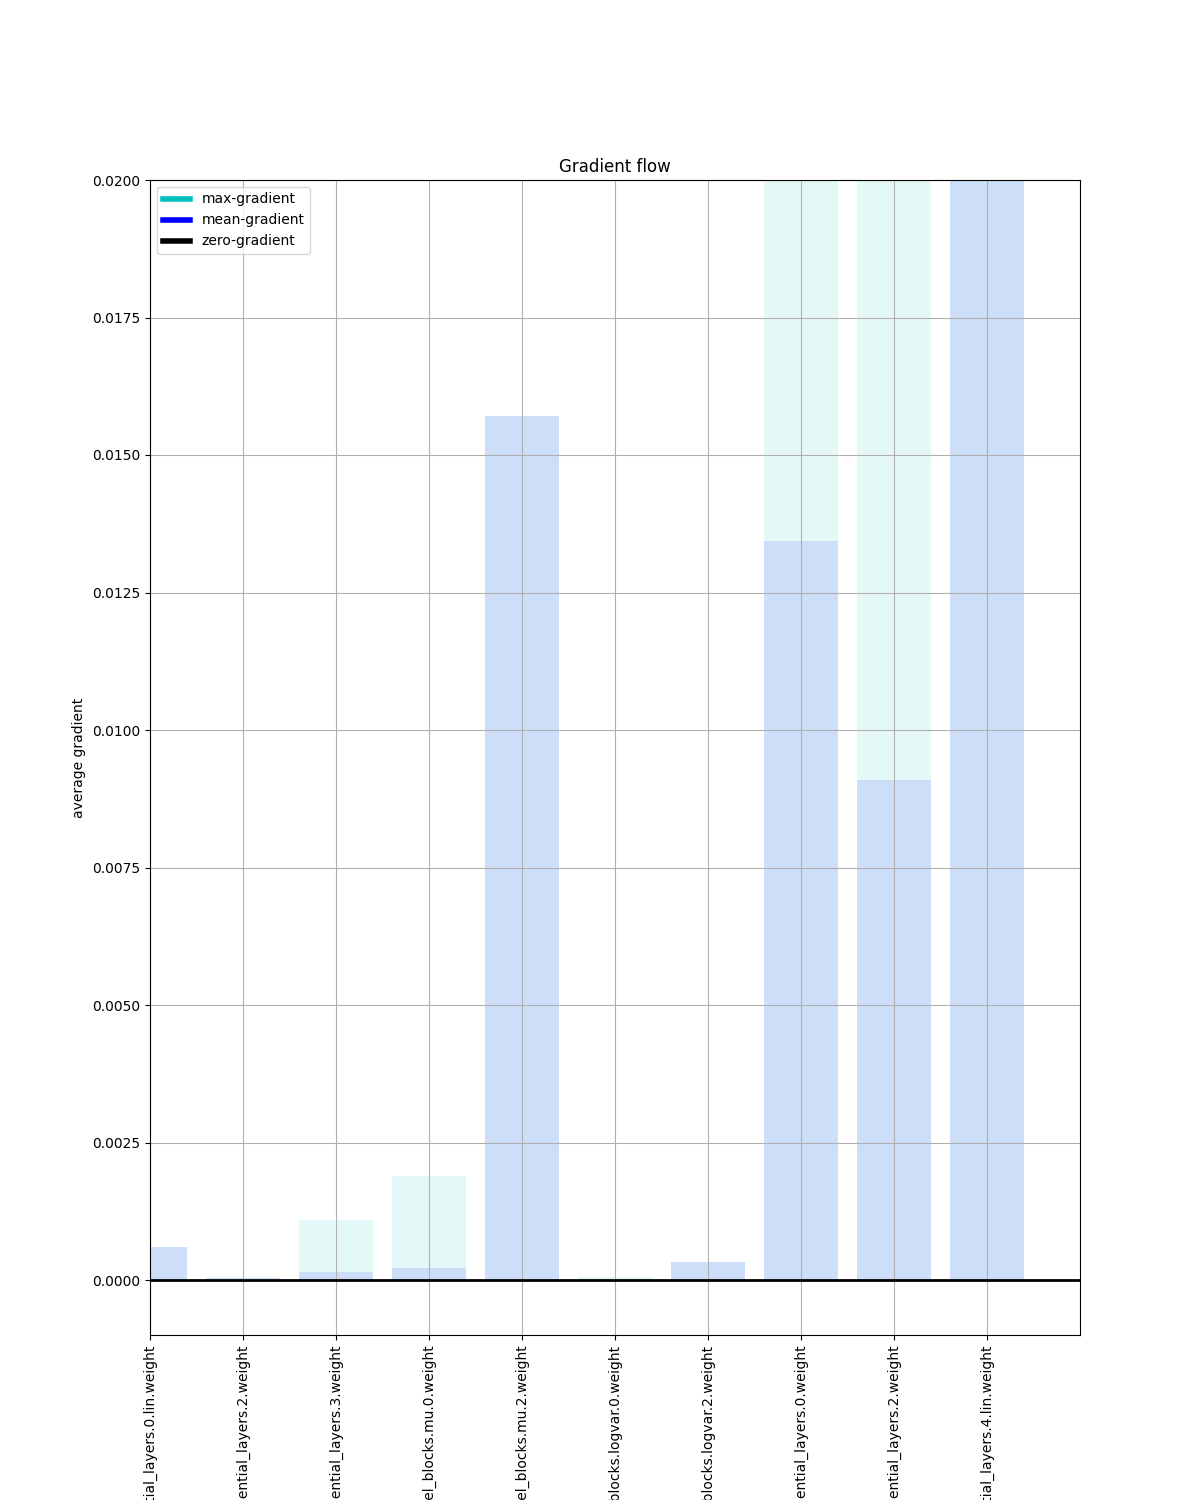 Gradient flow
max-gradient
mean-gradient
zero-gradient
0.0200
0.0175
0.0150
0.0125
0.0100
0.0075
0.0050
0.0025
0.0000
average gradient
tial_layers.0.lin.weight
ential_layers.2.weight
ential_layers.3.weight
el_blocks.mu.0.weight
el_blocks.mu.2.weight
blocks.logvar.0.weight
blocks.logvar.2.weight
ential_layers.0.weight
ential_layers.2.weight
tial_layers.4.lin.weight